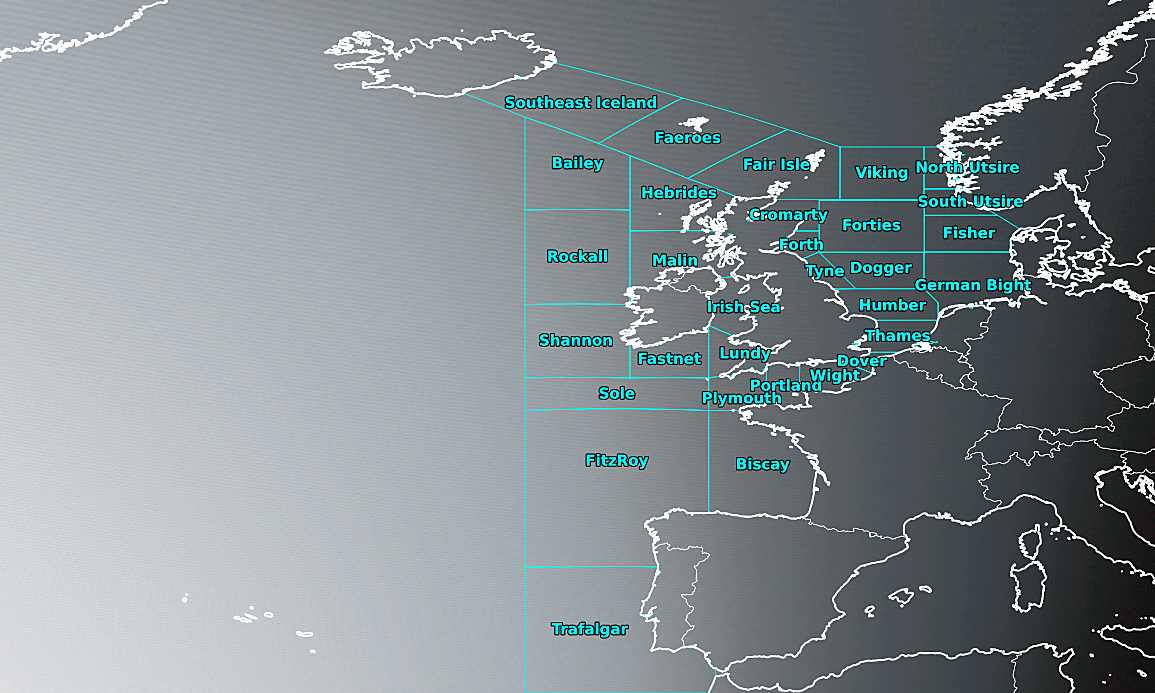 Southeast Iceland
Faeroes
Bailey
Fair Isle
Viking
North Utsire
Hebrides
South Utsire
Cromarty
Forties
Fisher
Forth
Rockall
Malin
Tyne
Dogger
German Bight
Irish Sea
Humber
Shannon
Thames
Fastnet
Lundy
Dover
Wight
Portland
Sole
Plymouth
FitzRoy
Biscay
Trafalgar